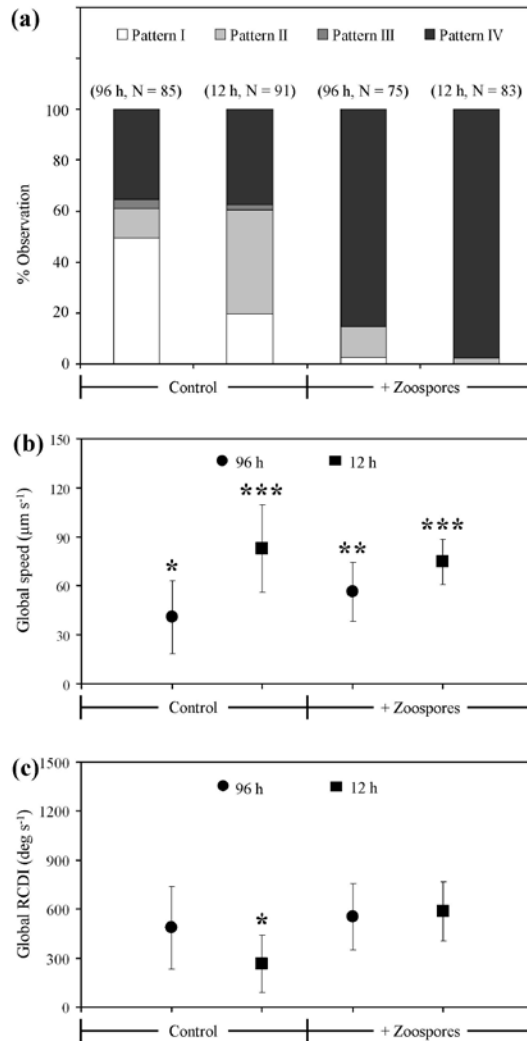 (a)
Pattern I Pattern II Pattern III Pattern IV
(96 h, N = 85) (12 h, N = 91) (96 h, N = 75) (12 h, N = 83)
100
80
60
40
20
0
% Observation
Control + Zoospores
(b)
150
120
90
60
30
0
Global speed (µm s⁻¹)
96 h 12 h
* *** ** ***
Control + Zoospores
(c)
1500
1200
900
600
300
0
Global RCDI (deg s⁻¹)
96 h 12 h
*
Control + Zoospores